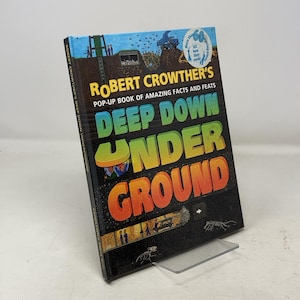 ROBERT CROWTHER'S
POP-UP BOOK OF AMAZING FACTS AND FEATS
DEEP DOWN
UNDER
GROUND